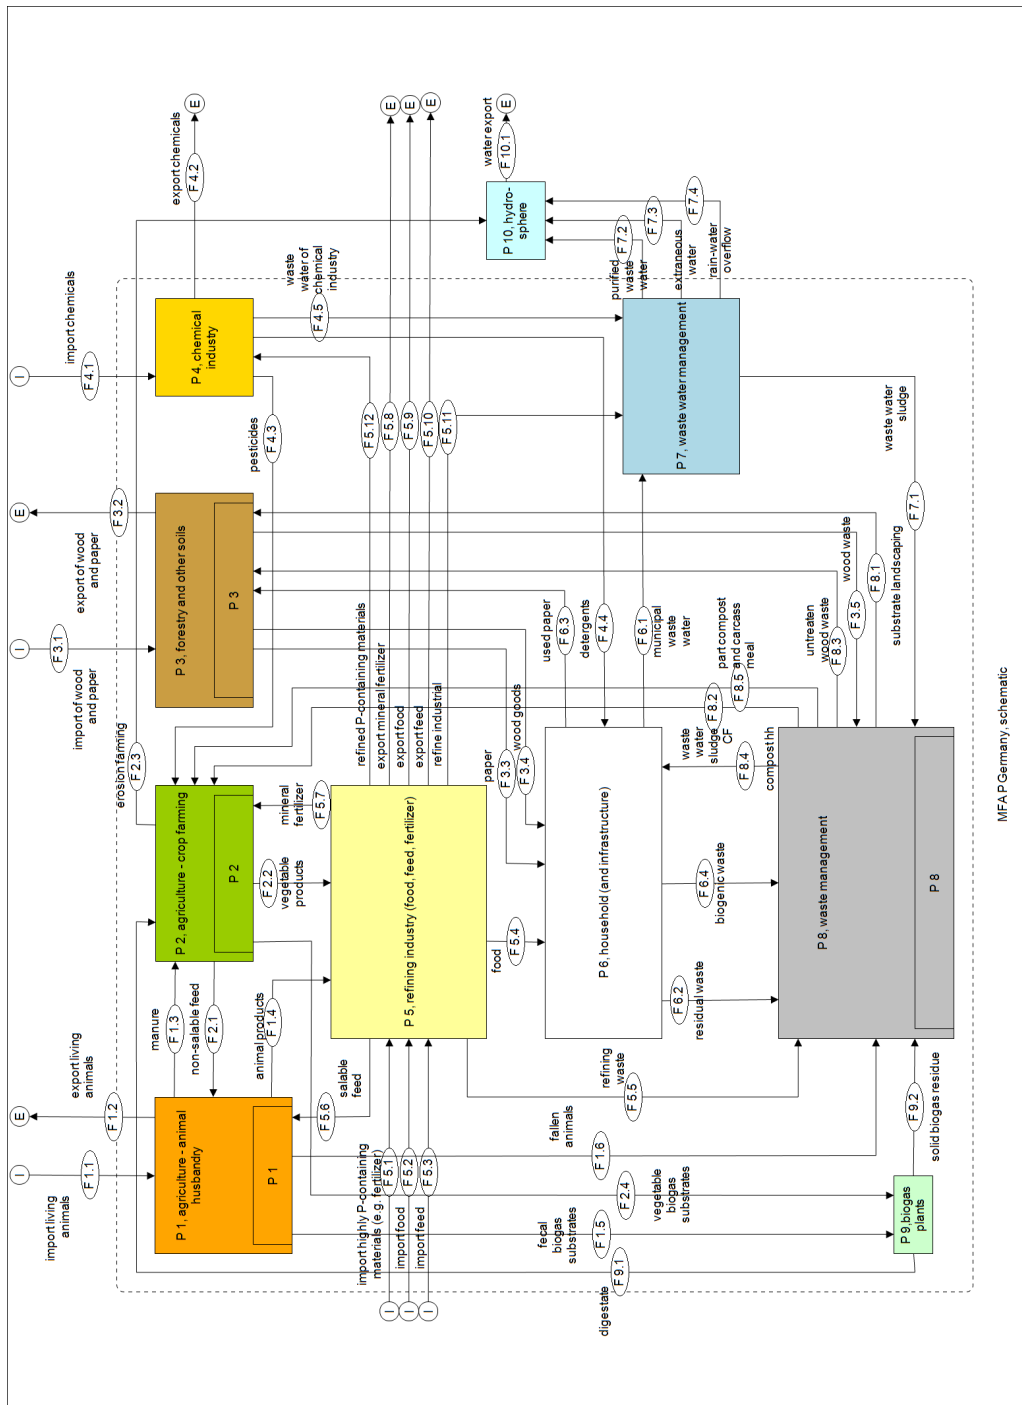 I
E
I
E
I
import living
animals
F 1.1
export living
animals
F 1.2
import of wood
and paper
F 3.1
export of wood
and paper
F 3.2
import chemicals
F 4.1
export chemicals
F 4.2
E
P 1, agriculture - animal
husbandry
P 1
manure
F 1.3
non-salable feed
F 2.1
animal products
F 1.4
P 2, agriculture - crop farming
P 2
erosion farming
F 2.3
F 2.2
vegetable
products
mineral
fertilizer
F 5.7
P 3, forestry and other soils
P 3
pesticides
F 4.3
P 4, chemical
industry
waste
water of
chemical
industry
F 4.5
salable
feed
F 5.6
import highly P-containing
materials (e.g. fertilizer)
F 5.1
import food
F 5.2
import feed
F 5.3
I
I
I
P 5, refining industry (food, feed, fertilizer)
refined P-containing materials
F 5.12
export mineral fertilizer
F 5.8
export food
F 5.9
export feed
F 5.10
refine industrial
F 5.11
E
E
E
water export
F 10.1
E
P 10, hydro-
sphere
purified
waste
water
F 7.2
extraneous
water
F 7.3
rain-water
overflow
F 7.4
food
F 5.4
paper
F 3.3
wood goods
F 3.4
used paper
F 6.3
detergents
F 4.4
F 6.1
municipal
waste
water
P 7, waste water management
P 6, household (and infrastructure)
fallen
animals
F 1.6
refining
waste
F 5.5
fecal
biogas
substrates
F 1.5
F 2.4
vegetable
biogas
substrates
digestate
F 9.1
F 6.2
residual waste
F 6.4
biogenic waste
waste
water
sludge
CF
F 8.2
part compost
and carcass
meal
F 8.5
F 8.4
compost hh
untreaten
wood waste
F 8.3
wood waste
F 3.5
F 8.1
substrate landscaping
waste water
sludge
F 7.1
P 8, waste management
P 8
P 9, biogas
plants
F 9.2
solid biogas residue
MFA P Germany, schematic